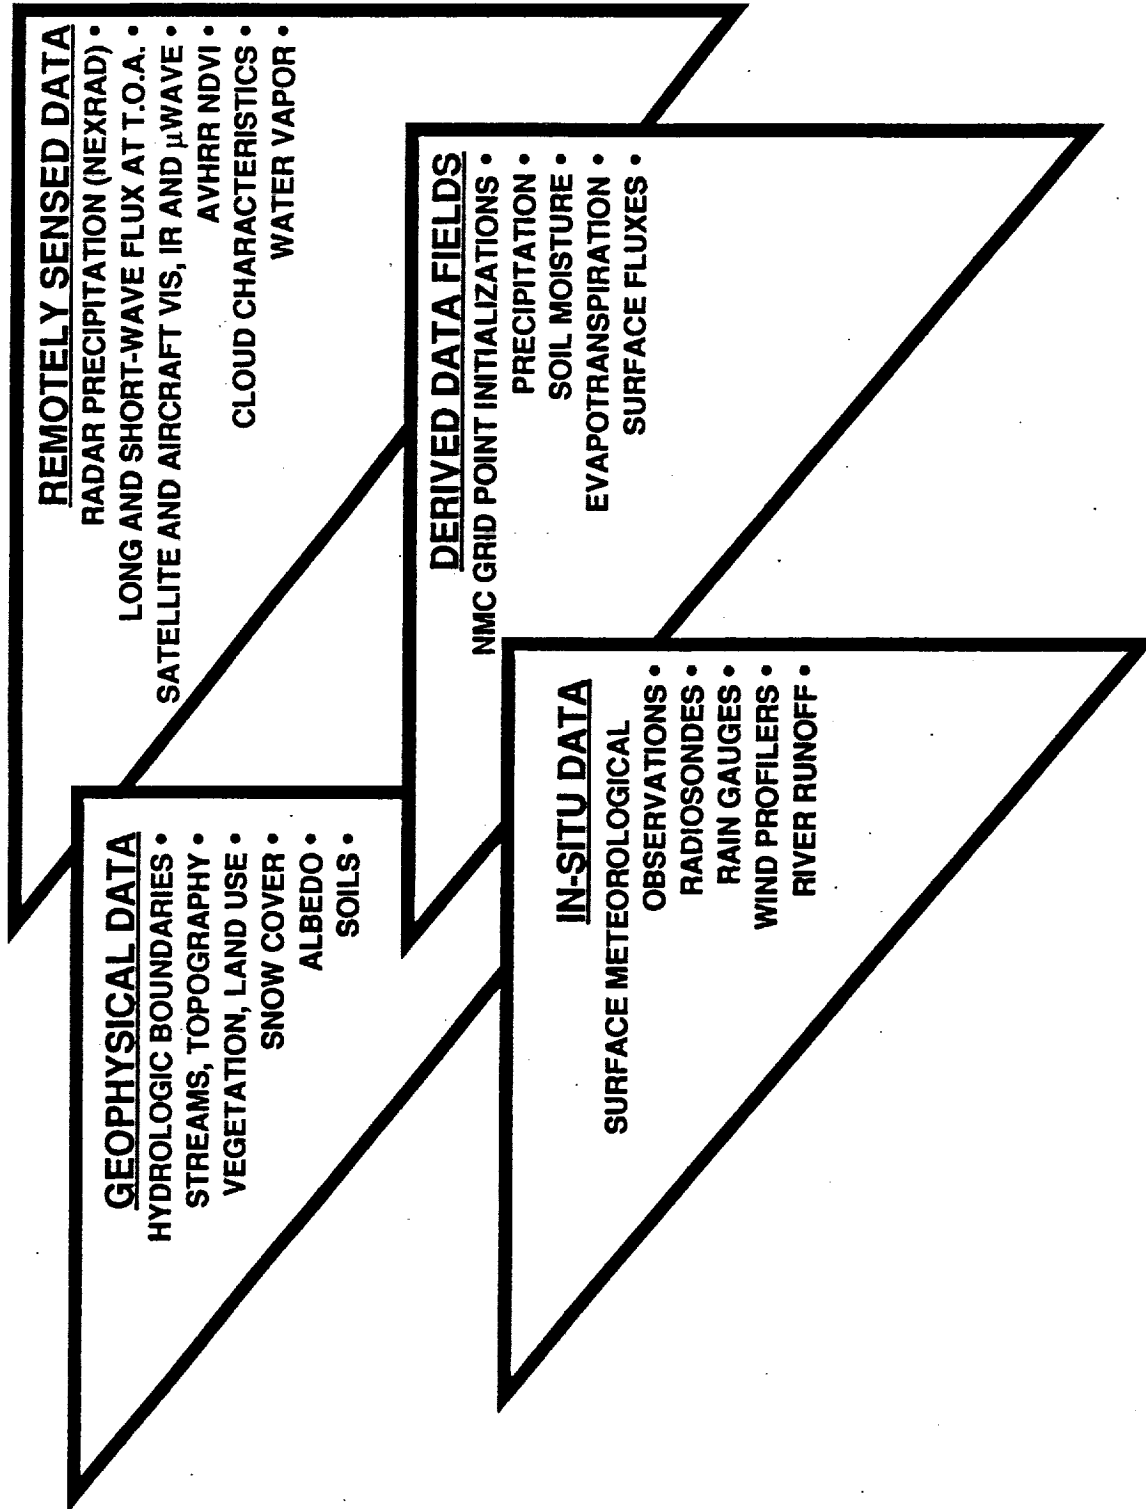 REMOTELY SENSED DATA
RADAR PRECIPITATION (NEXRAD) •
LONG AND SHORT-WAVE FLUX AT T.O.A. •
SATELLITE AND AIRCRAFT VIS, IR AND μWAVE •
AVHRR NDVI •
CLOUD CHARACTERISTICS •
WATER VAPOR •
GEOPHYSICAL DATA
HYDROLOGIC BOUNDARIES •
STREAMS, TOPOGRAPHY •
VEGETATION, LAND USE •
SNOW COVER •
ALBEDO •
SOILS •
DERIVED DATA FIELDS
NMC GRID POINT INITIALIZATIONS •
PRECIPITATION •
SOIL MOISTURE •
EVAPOTRANSPIRATION •
SURFACE FLUXES •
IN-SITU DATA
SURFACE METEOROLOGICAL
OBSERVATIONS •
RADIOSONDES •
RAIN GAUGES •
WIND PROFILERS •
RIVER RUNOFF •